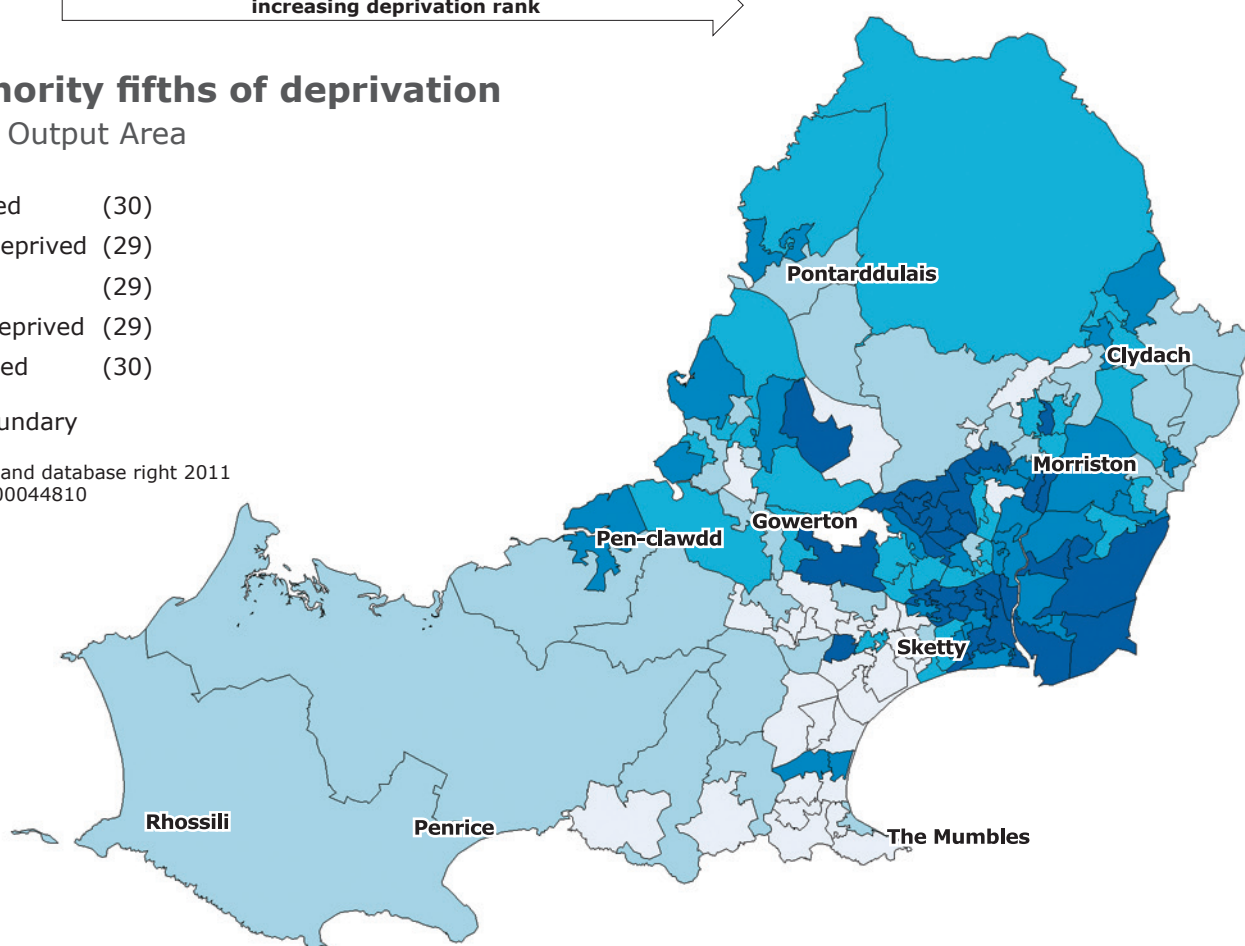 increasing deprivation rank
hority fifths of deprivation
Output Area
ed (30)
eprived (29)
(29)
eprived (29)
ed (30)
undary
and database right 2011
00044810
Pontarddulais
Clydach
Morriston
Gowerton
Pen-clawdd
Sketty
Rhossili
Penrice
The Mumbles